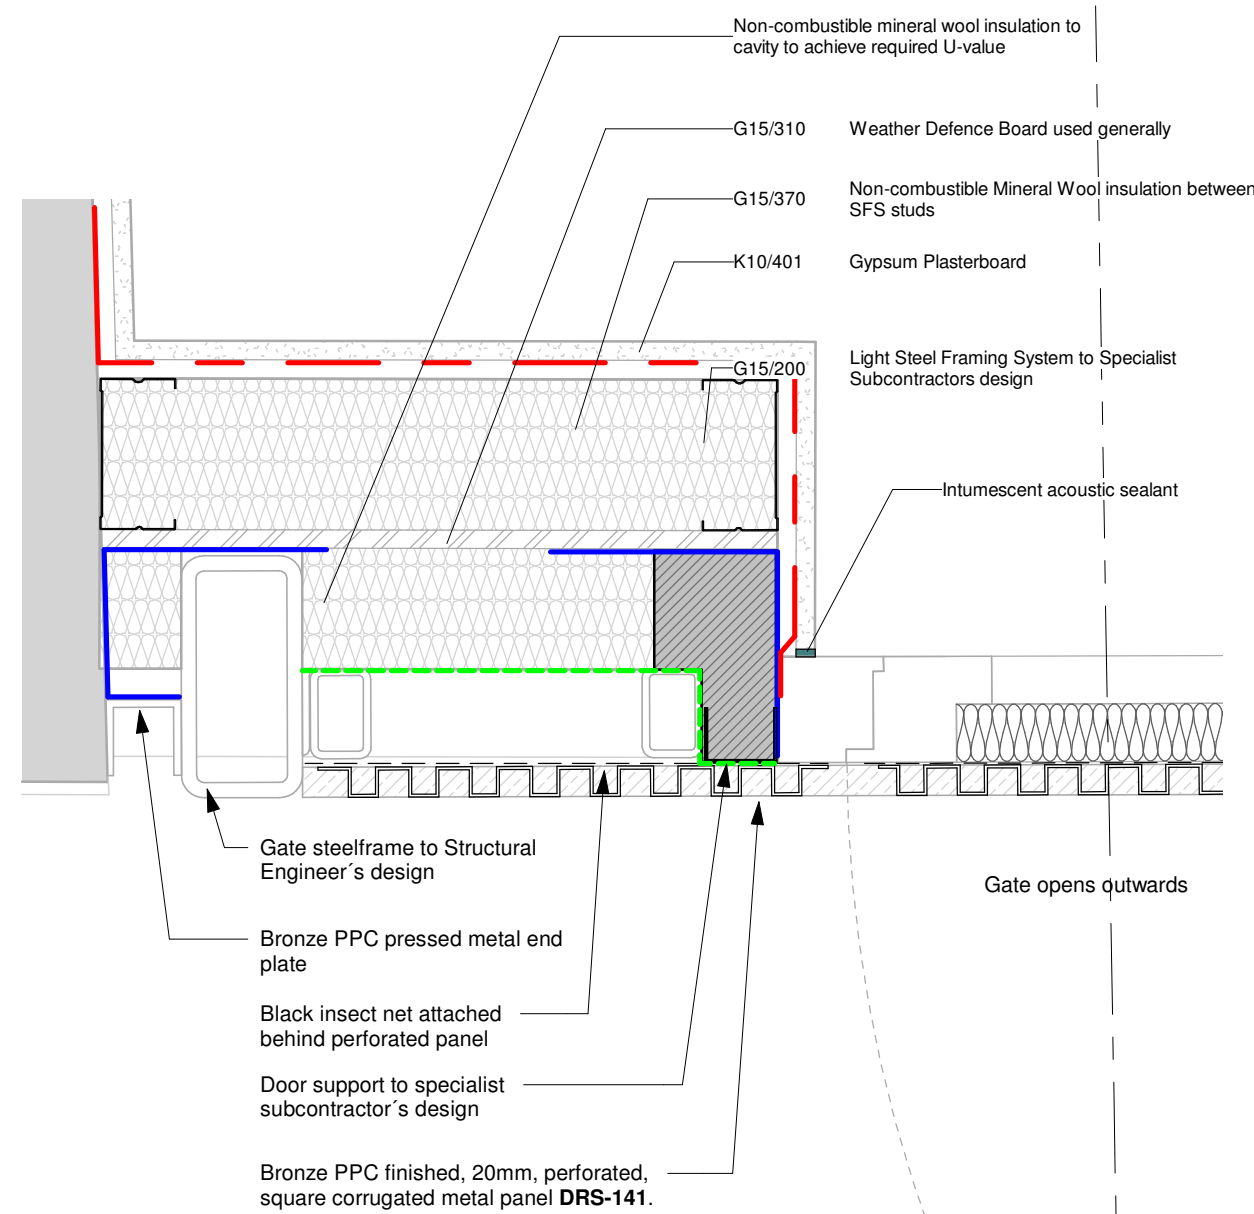 Non-combustible mineral wool insulation to
cavity to achieve required U-value
G15/310 Weather Defence Board used generally
G15/370 Non-combustible Mineral Wool insulation between
SFS studs
K10/401 Gypsum Plasterboard
G15/200 Light Steel Framing System to Specialist
Subcontractors design
Intumescent acoustic sealant
Gate steelframe to Structural
Engineer´s design
Gate opens outwards
Bronze PPC pressed metal end
plate
Black insect net attached
behind perforated panel
Door support to specialist
subcontractor´s design
Bronze PPC finished, 20mm, perforated,
square corrugated metal panel DRS-141.